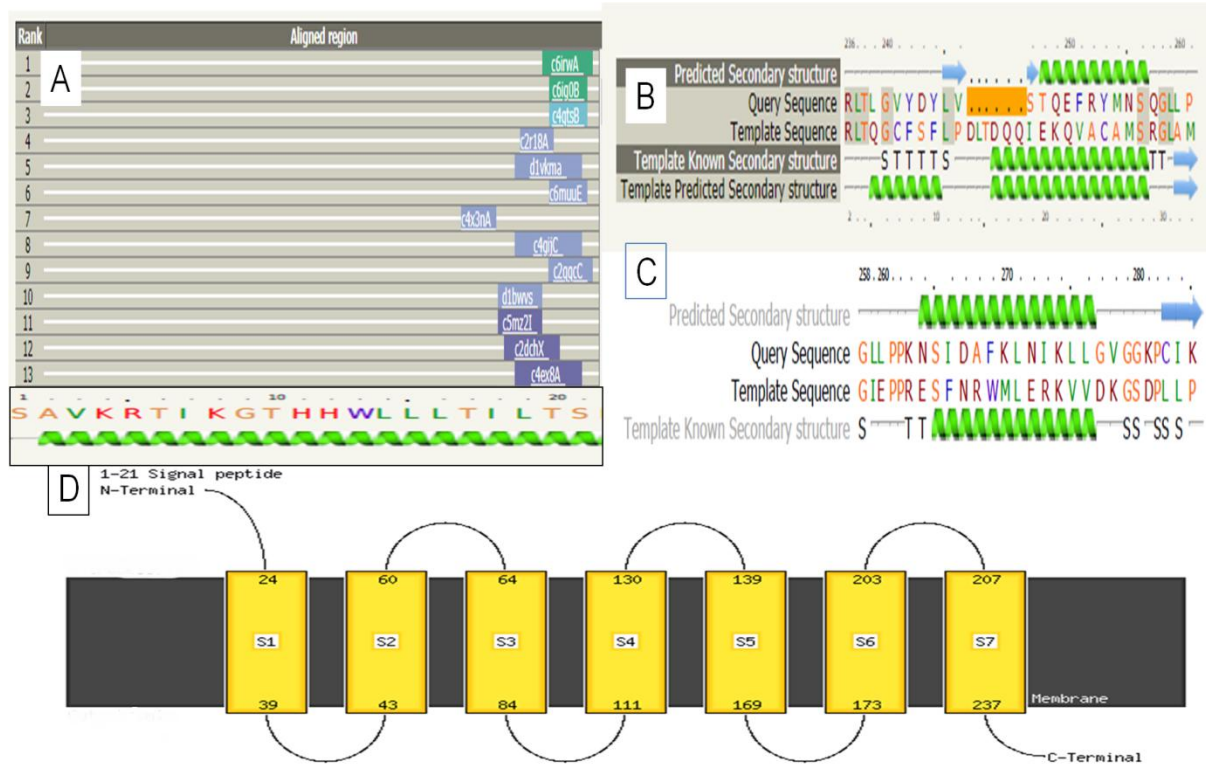 Rank Aligned region
A
1 c6irwA
2 c6ig0B
3 c4qtsB
4 c2r18A
5 d1vkma
6 c6muuE
7 c4x3nA
8 c4gijC
9 c2qqcC
10 d1bwvs
11 c5mz2I
12 c2dchX
13 c4ex8A
1 . . . . . . . . 10 . . . . . . . . . 20 .
S A V K R T I K G T H H W L L L T I L T S
B
236 . . 240 . . . . . . . . 250 . . . . . . . . . 260 .
Predicted Secondary structure
Query Sequence R L T L G V Y D Y L V . . . . . . S T Q E F R Y M N S Q G L L P
Template Sequence R L T Q G C F S F L P D L T D Q Q I E K Q V A C A M S R G L A M
Template Known Secondary structure S T T T T S T T
Template Predicted Secondary structure
2 . . . . . . . 10 . . . . . . . . . 20 . . . . . . . . . 30 . .
C
258 . 260 . . . . . . . . . 270 . . . . . . . . . 280 . . . .
Predicted Secondary structure
Query Sequence G L L P P K N S I D A F K L N I K L L G V G G K P C I K
Template Sequence G I E P P R E S F N R W M L E R K V V D K G S D P L L P
Template Known Secondary structure S T T S S S S S
D
1-21 Signal peptide
N-Terminal
24 60 64 130 139 203 207
S1 S2 S3 S4 S5 S6 S7
39 43 84 111 169 173 237
Membrane
C-Terminal